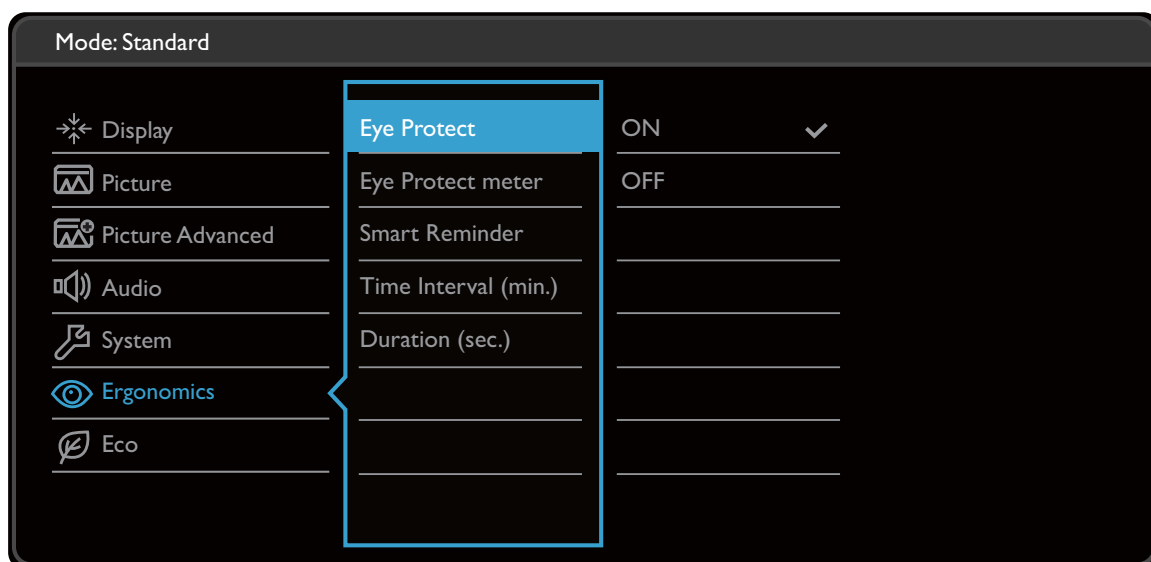 Mode: Standard
Display
Picture
Picture Advanced
Audio
System
Ergonomics
Eco
Eye Protect
Eye Protect meter
Smart Reminder
Time Interval (min.)
Duration (sec.)
ON
OFF